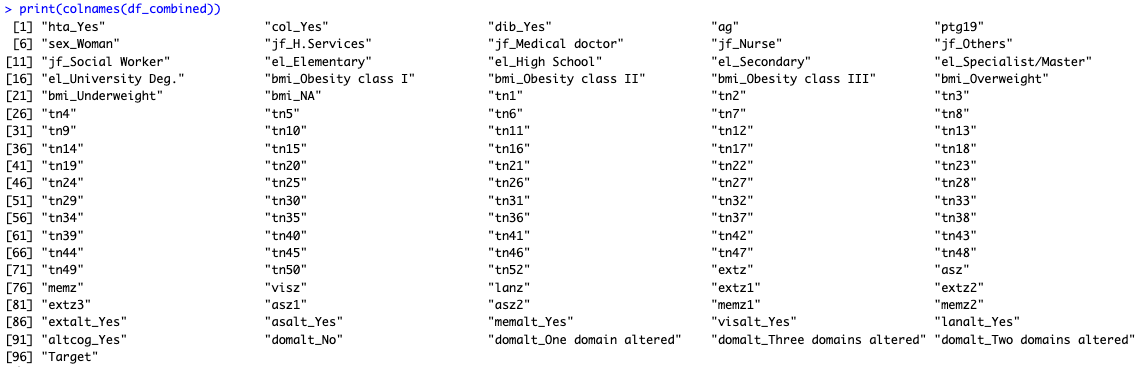 > print(colnames(df_combined))
 [1] "hta_Yes" "col_Yes" "dib_Yes" "ag" "ptg19"
 [6] "sex_Woman" "jf_H.Services" "jf_Medical doctor" "jf_Nurse" "jf_Others"
[11] "jf_Social Worker" "el_Elementary" "el_High School" "el_Secondary" "el_Specialist/Master"
[16] "el_University Deg." "bmi_Obesity class I" "bmi_Obesity class II" "bmi_Obesity class III" "bmi_Overweight"
[21] "bmi_Underweight" "bmi_NA" "tn1" "tn2" "tn3"
[26] "tn4" "tn5" "tn6" "tn7" "tn8"
[31] "tn9" "tn10" "tn11" "tn12" "tn13"
[36] "tn14" "tn15" "tn16" "tn17" "tn18"
[41] "tn19" "tn20" "tn21" "tn22" "tn23"
[46] "tn24" "tn25" "tn26" "tn27" "tn28"
[51] "tn29" "tn30" "tn31" "tn32" "tn33"
[56] "tn34" "tn35" "tn36" "tn37" "tn38"
[61] "tn39" "tn40" "tn41" "tn42" "tn43"
[66] "tn44" "tn45" "tn46" "tn47" "tn48"
[71] "tn49" "tn50" "tn52" "extz" "asz"
[76] "memz" "visz" "lanz" "extz1" "extz2"
[81] "extz3" "asz1" "asz2" "memz1" "memz2"
[86] "extalt_Yes" "asalt_Yes" "memalt_Yes" "visalt_Yes" "lanalt_Yes"
[91] "altcog_Yes" "domalt_No" "domalt_One domain altered" "domalt_Three domains altered" "domalt_Two domains altered"
[96] "Target"